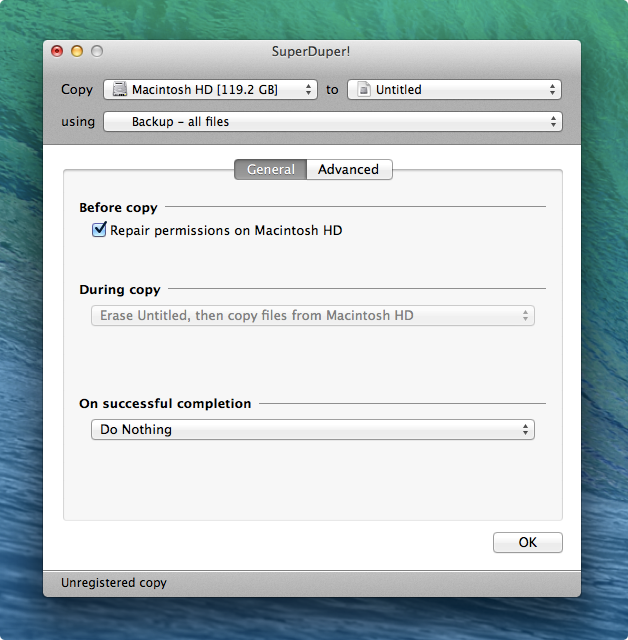 SuperDuper!
Copy Macintosh HD [119.2 GB] to Untitled
using Backup – all files
General Advanced
Before copy
Repair permissions on Macintosh HD
During copy
Erase Untitled, then copy files from Macintosh HD
On successful completion
Do Nothing
OK
Unregistered copy